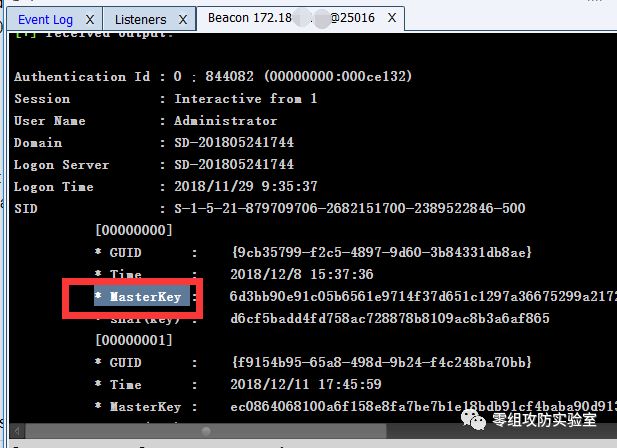 Event Log X Listeners X Beacon 172.18 @25016 X
[+] received output:
Authentication Id : 0 ; 844082 (00000000:000ce132)
Session : Interactive from 1
User Name : Administrator
Domain : SD-201805241744
Logon Server : SD-201805241744
Logon Time : 2018/11/29 9:35:37
SID : S-1-5-21-879709706-2682151700-2389522846-500
[00000000]
* GUID : {9cb35799-f2c5-4897-9d60-3b84331db8ae}
* Time : 2018/12/8 15:37:36
* MasterKey : 6d3bb90e91c05b6561e9714f37d651c1297a36675299a2172
* sha1(key) : d6cf5badd4fd758ac728878b8109ac8b3a6af865
[00000001]
* GUID : {f9154b95-65a8-498d-9b24-f4c248ba70bb}
* Time : 2018/12/11 17:45:59
* MasterKey : ec0864068100a6f158e8fa7be7b1e18bdb91cf4baba90d913
零组攻防实验室